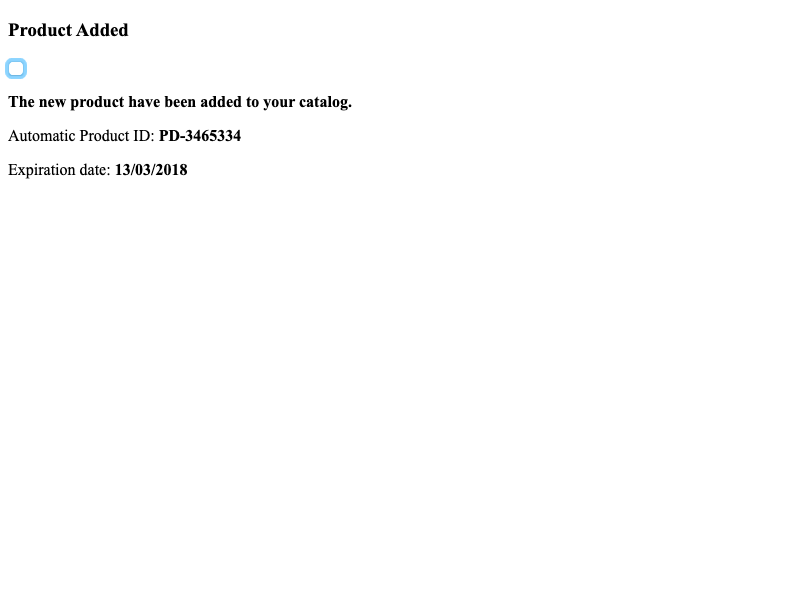 Product Added
The new product have been added to your catalog.
Automatic Product ID: PD-3465334
Expiration date: 13/03/2018